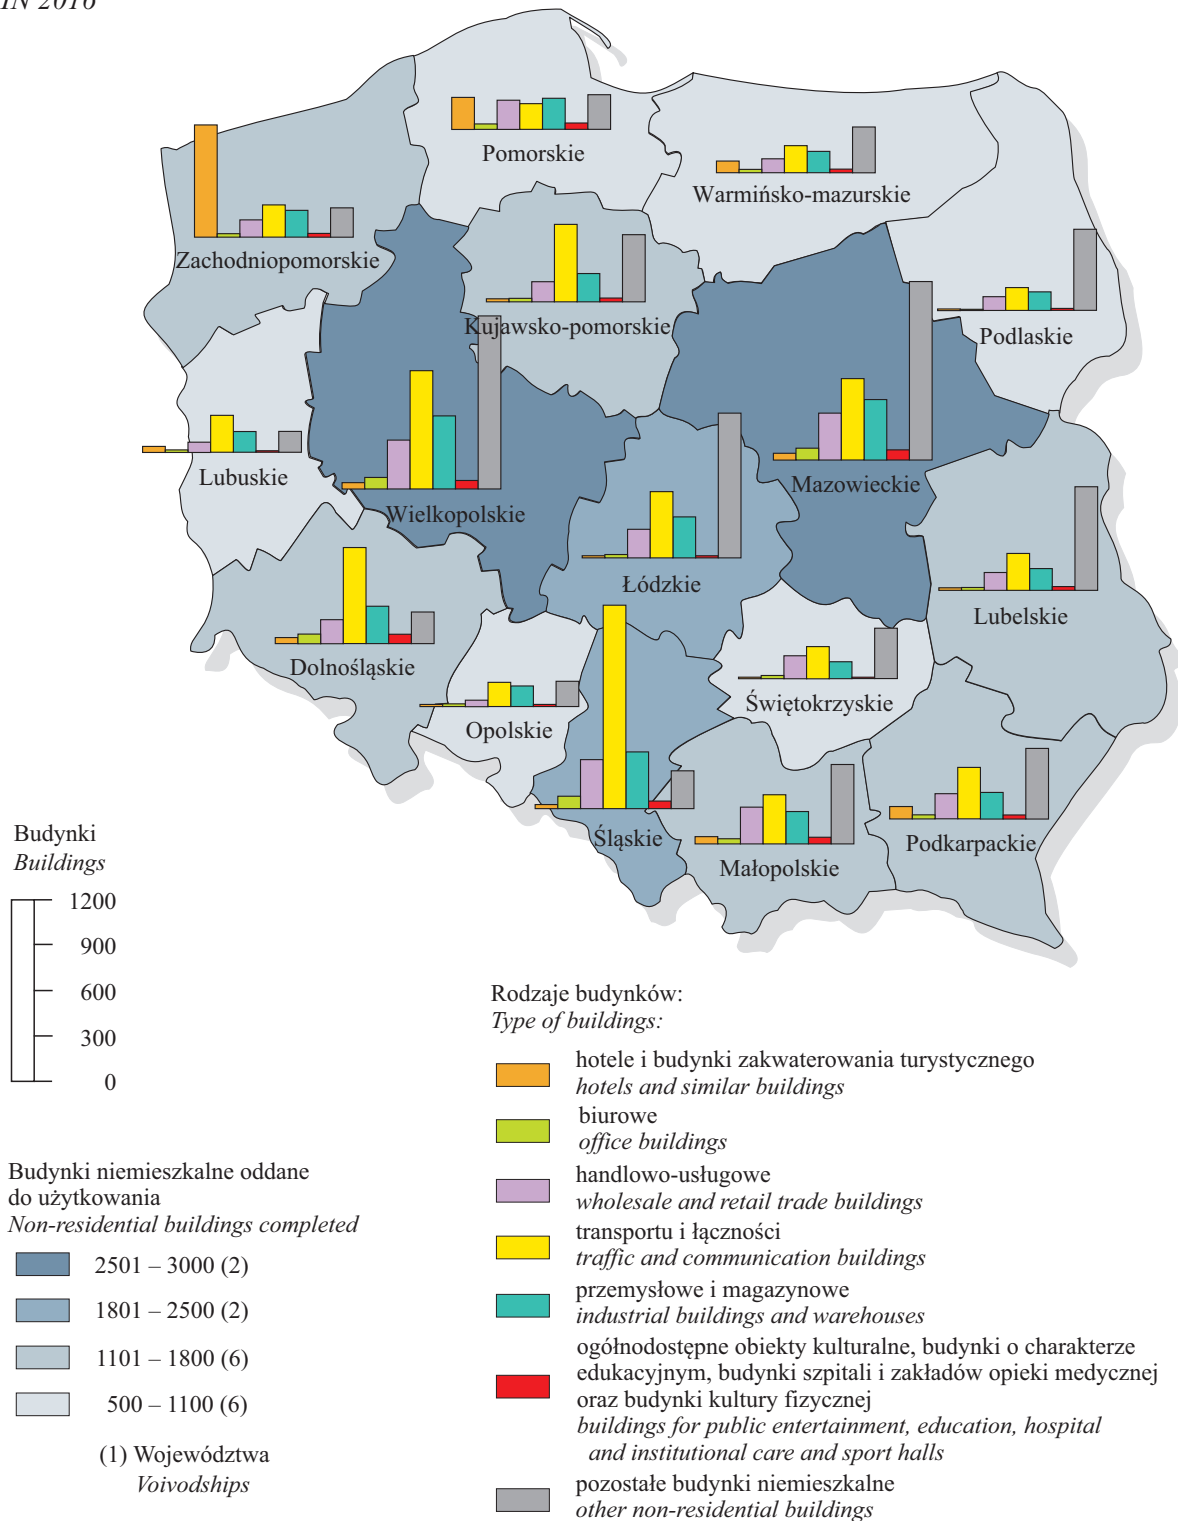 IN 2016
Pomorskie
Warmińsko-mazurskie
Zachodniopomorskie
Kujawsko-pomorskie
Podlaskie
Lubuskie
Wielkopolskie
Mazowieckie
Łódzkie
Lubelskie
Dolnośląskie
Opolskie
Świętokrzyskie
Śląskie
Małopolskie
Podkarpackie
Budynki
Buildings
1200
900
600
300
0
Budynki niemieszkalne oddane
do użytkowania
Non-residential buildings completed
2501 – 3000 (2)
1801 – 2500 (2)
1101 – 1800 (6)
500 – 1100 (6)
(1) Województwa
Voivodships
Rodzaje budynków:
Type of buildings:
hotele i budynki zakwaterowania turystycznego
hotels and similar buildings
biurowe
office buildings
handlowo-usługowe
wholesale and retail trade buildings
transportu i łączności
traffic and communication buildings
przemysłowe i magazynowe
industrial buildings and warehouses
ogólnodostępne obiekty kulturalne, budynki o charakterze
edukacyjnym, budynki szpitali i zakładów opieki medycznej
oraz budynki kultury fizycznej
buildings for public entertainment, education, hospital
and institutional care and sport halls
pozostałe budynki niemieszkalne
other non-residential buildings